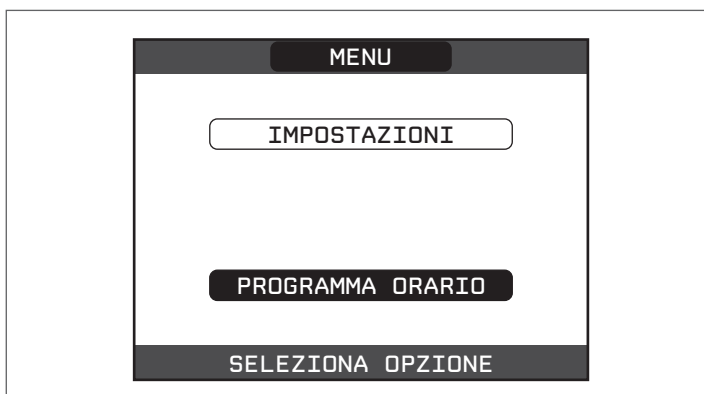 MENU
IMPOSTAZIONI
PROGRAMMA ORARIO
SELEZIONA OPZIONE